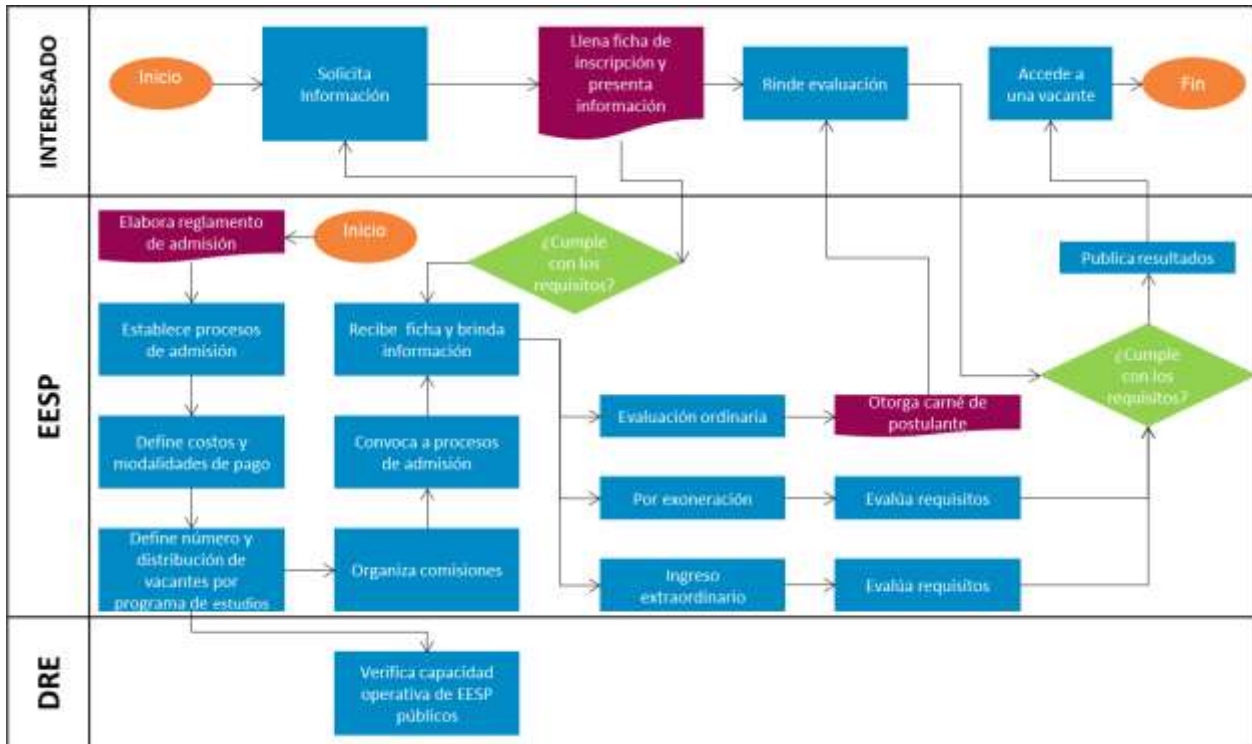 INTERESADO
Inicio
Solicita
Información
Llena ficha de
inscripción y
presenta
información
Rinde evaluación
Accede a
una vacante
Fin
EESP
Elabora reglamento
de admisión
Inicio
¿Cumple
con los
requisitos?
Publica resultados
Establece procesos
de admisión
Recibe ficha y brinda
información
¿Cumple
con los
requisitos?
Define costos y
modalidades de pago
Convoca a procesos
de admisión
Evaluación ordinaria
Otorga carné de
postulante
Por exoneración
Evalúa requisitos
Define número y
distribución de
vacantes por
programa de estudios
Organiza comisiones
Ingreso
extraordinario
Evalúa requisitos
DRE
Verifica capacidad
operativa de EESP
públicos